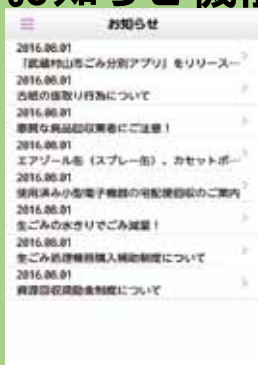 お知らせ機能
お知らせ
2016.08.01
「武蔵村山市ごみ分別アプリ」をリリース…
2016.08.01
古紙の抜取り行為について
2016.08.01
悪質な廃品回収業者にご注意！
2016.08.01
エアゾール缶（スプレー缶）、カセットボ…
2016.08.01
使用済み小型電子機器の宅配便回収のご案内
2016.08.01
生ごみの水きりでごみ減量！
2016.08.01
生ごみ処理機器購入補助制度について
2016.08.01
資源回収奨励金制度について